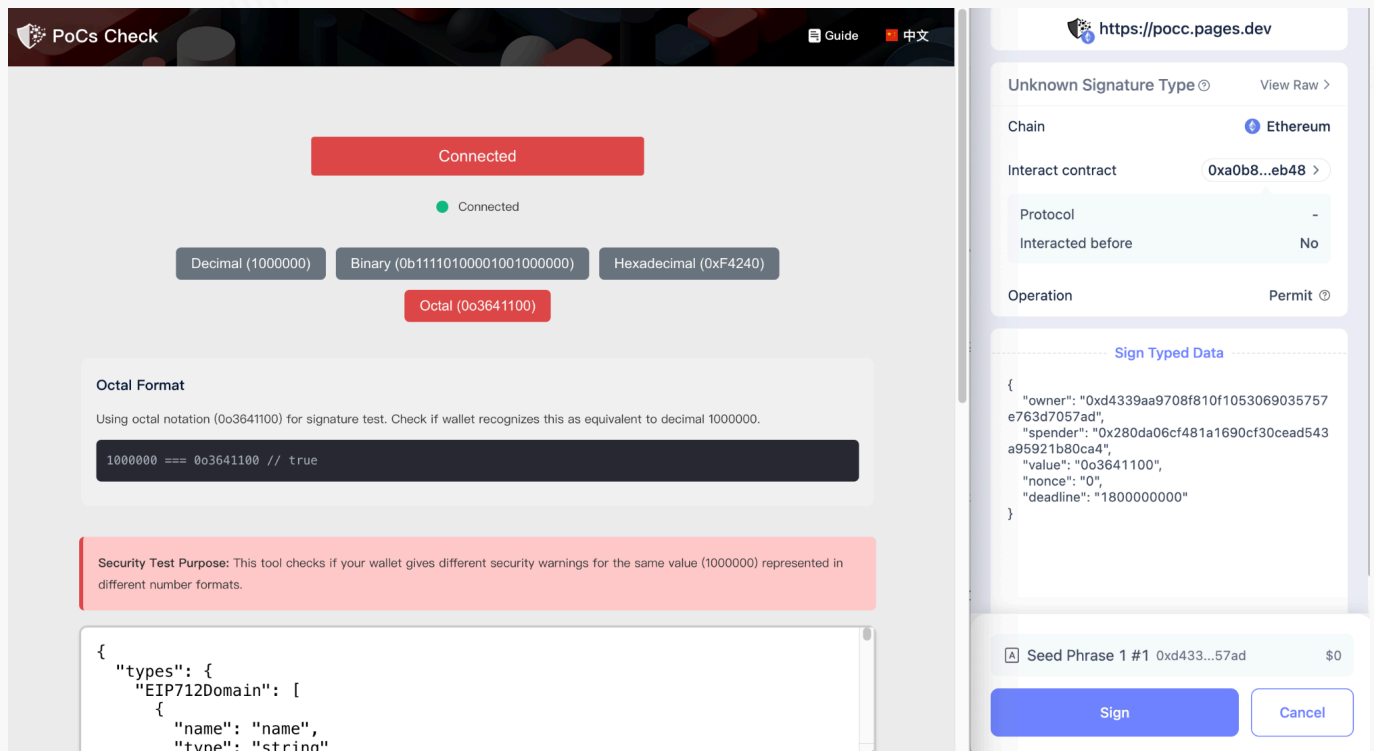 PoCs Check
Guide
中文
Connected
Connected
Decimal (1000000)
Binary (0b11110100001001000000)
Hexadecimal (0xF4240)
Octal (0o3641100)
Octal Format
Using octal notation (0o3641100) for signature test. Check if wallet recognizes this as equivalent to decimal 1000000.
1000000 === 0o3641100 // true
Security Test Purpose: This tool checks if your wallet gives different security warnings for the same value (1000000) represented in
different number formats.
{
"types": {
"EIP712Domain": [
{
"name": "name",
"type": "string"
https://pocc.pages.dev
Unknown Signature Type
View Raw >
Chain
Ethereum
Interact contract
0xa0b8...eb48 >
Protocol
-
Interacted before
No
Operation
Permit
Sign Typed Data
{
"owner": "0xd4339aa9708f810f1053069035757
e763d7057ad",
"spender": "0x280da06cf481a1690cf30cead543
a95921b80ca4",
"value": "0o3641100",
"nonce": "0",
"deadline": "1800000000"
}
A
Seed Phrase 1 #1 0xd433...57ad
$0
Sign
Cancel